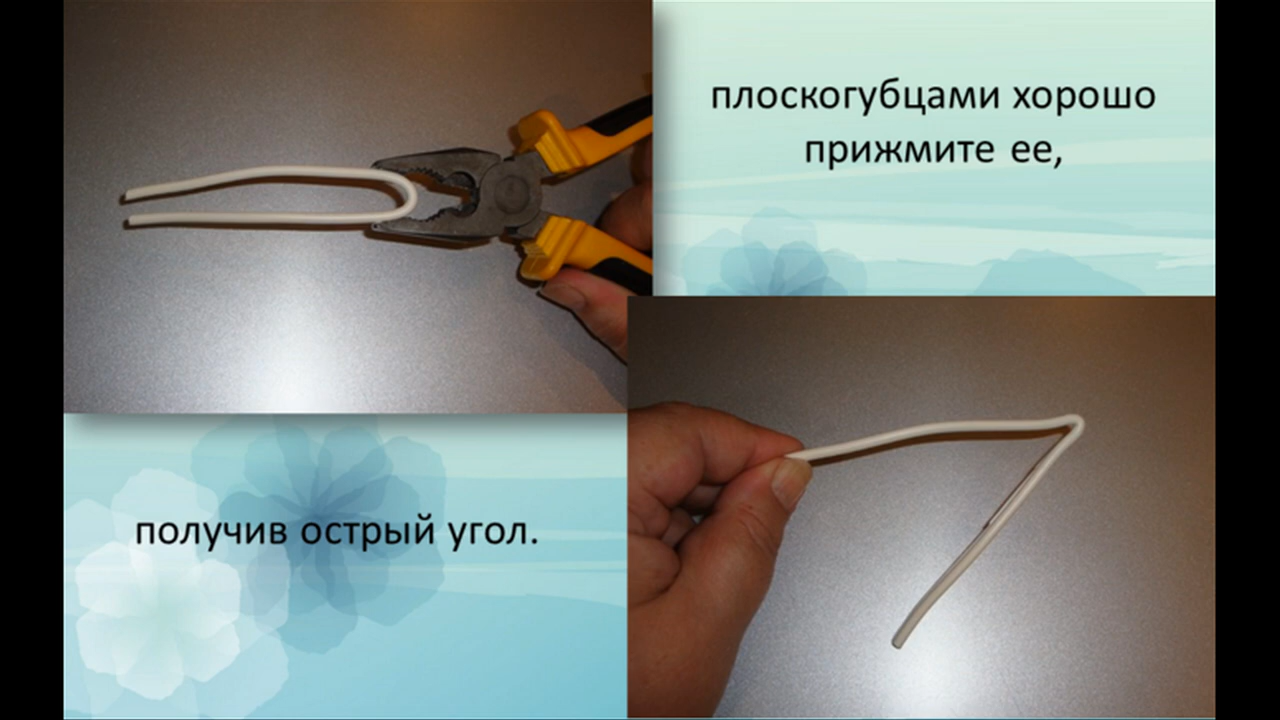 плоскогубцами хорошо
прижмите ее,
получив острый угол.